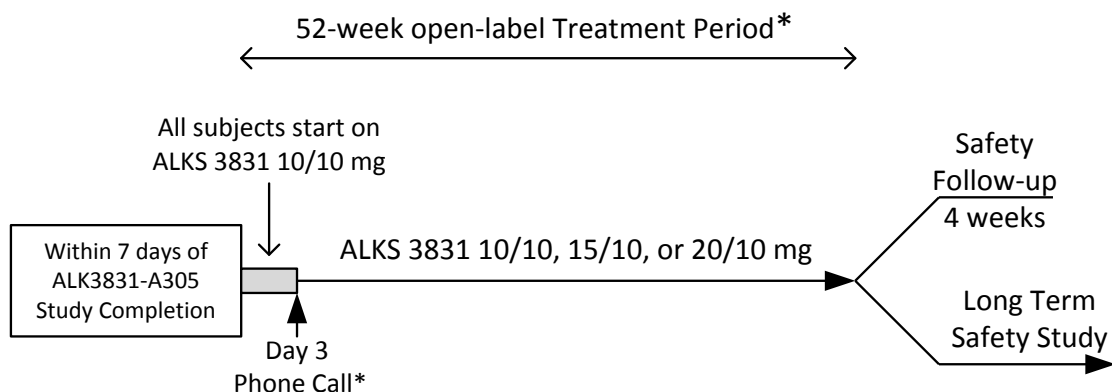 52-week open-label Treatment Period*
All subjects start on
ALKS 3831 10/10 mg
Within 7 days of
ALK3831-A305
Study Completion
ALKS 3831 10/10, 15/10, or 20/10 mg
Day 3
Phone Call*
Safety
Follow-up
4 weeks
Long Term
Safety Study